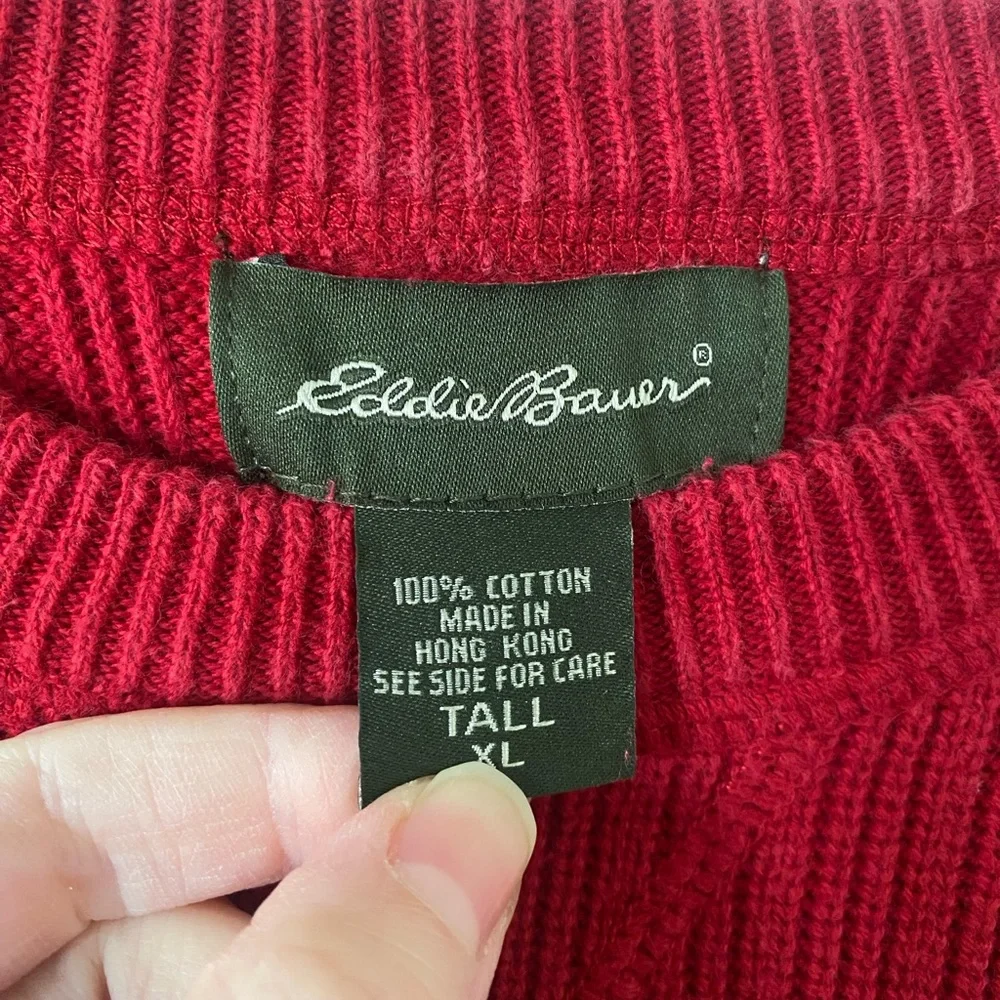 Eddie Bauer®
100% COTTON
MADE IN
HONG KONG
SEE SIDE FOR CARE
TALL
XL